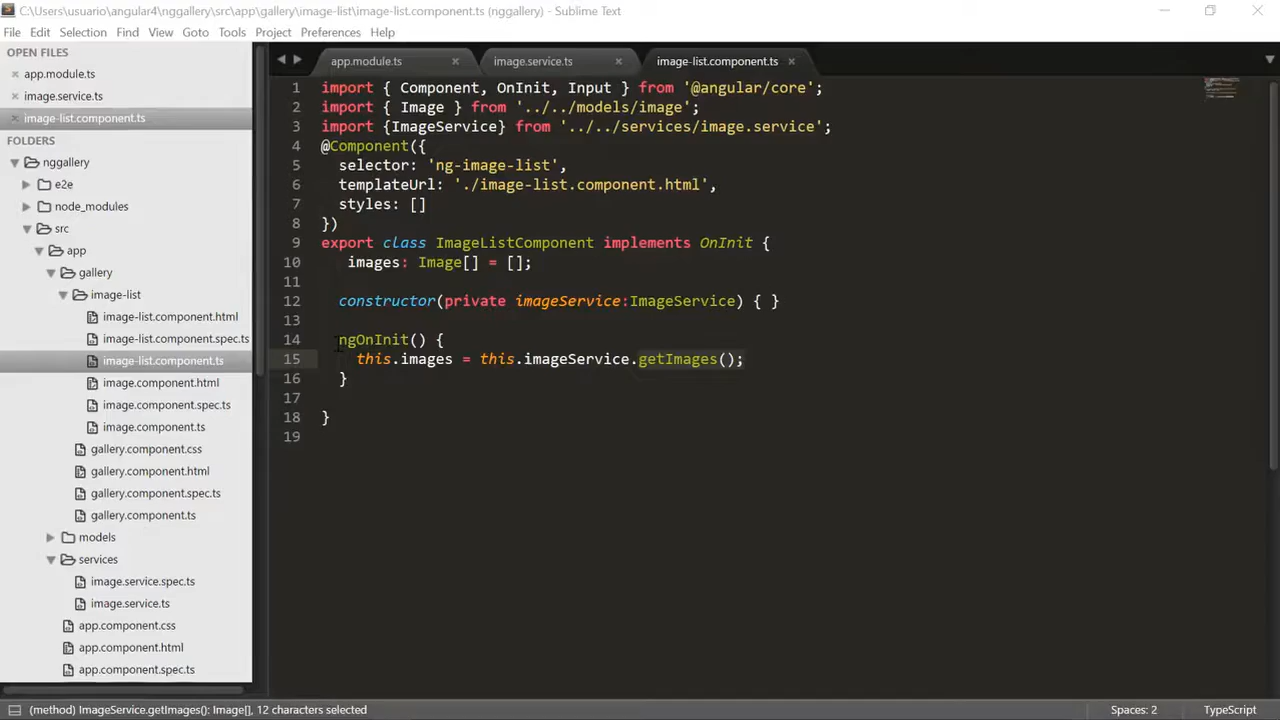 C:\Users\usuario\angular4\nggallery\src\app\gallery\image-list\image-list.component.ts (nggallery) - Sublime Text
File Edit Selection Find View Goto Tools Project Preferences Help
OPEN FILES
app.module.ts
image.service.ts
image-list.component.ts
FOLDERS
nggallery
e2e
node_modules
src
app
gallery
image-list
image-list.component.html
image-list.component.spec.ts
image-list.component.ts
image.component.html
image.component.spec.ts
image.component.ts
gallery.component.css
gallery.component.html
gallery.component.spec.ts
gallery.component.ts
models
services
image.service.spec.ts
image.service.ts
app.component.css
app.component.html
app.component.spec.ts
app.module.ts image.service.ts image-list.component.ts
1 import { Component, OnInit, Input } from '@angular/core';
2 import { Image } from '../../models/image';
3 import {ImageService} from '../../services/image.service';
4 @Component({
5 selector: 'ng-image-list',
6 templateUrl: './image-list.component.html',
7 styles: []
8 })
9 export class ImageListComponent implements OnInit {
10 images: Image[] = [];
11
12 constructor(private imageService:ImageService) { }
13
14 ngOnInit() {
15 this.images = this.imageService.getImages();
16 }
17
18 }
19
(method) ImageService.getImages(): Image[], 12 characters selected
Spaces: 2 TypeScript